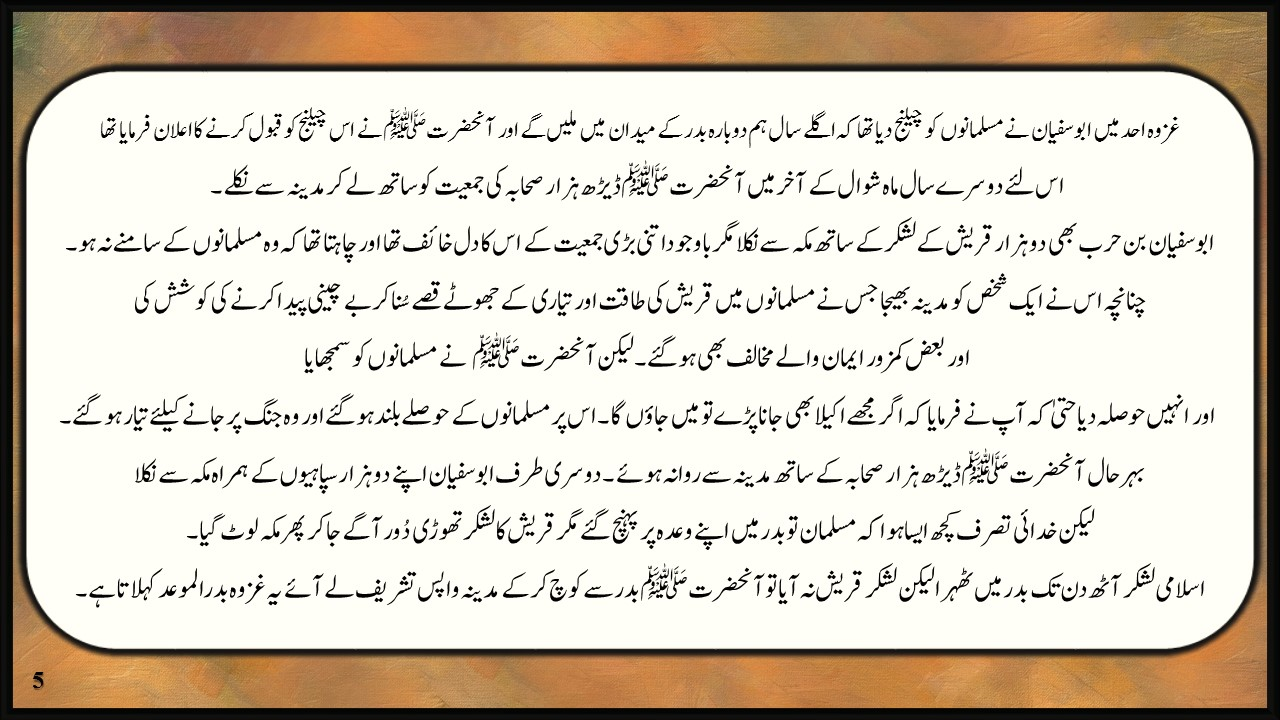 غزوہ احد میں ابوسفیان نے مسلمانوں کو چیلنج دیا تھا کہ اگلے سال ہم دوبارہ بدر کے میدان میں ملیں گے اور آنحضرت ﷺ نے اس چیلنج کو قبول کرنے کا اعلان فرمایا تھا
اس لئے دوسرے سال ماہ شوال کے آخر میں آنحضرت ﷺ ڈیڑھ ہزار صحابہ کی جمعیت کو ساتھ لے کر مدینہ سے نکلے۔
ابوسفیان بن حرب بھی دو ہزار قریش کے لشکر کے ساتھ مکہ سے نکلا مگر باوجود اتنی بڑی جمعیت کے اس کا دل خائف تھا اور چاہتا تھا کہ وہ مسلمانوں کے سامنے نہ ہو۔
چنانچہ اس نے ایک شخص کو مدینہ بھیجا جس نے مسلمانوں میں قریش کی طاقت اور تیاری کے جھوٹے قصے سُنا کر بے چینی پیدا کرنے کی کوشش کی
اور بعض کمزور ایمان والے مخالف بھی ہو گئے۔ لیکن آنحضرت ﷺ نے مسلمانوں کو سمجھایا
اور انہیں حوصلہ دیا حتیٰ کہ آپ نے فرمایا کہ اگر مجھے اکیلا بھی جانا پڑے تو میں جاؤں گا۔ اس پر مسلمانوں کے حوصلے بلند ہو گئے اور وہ جنگ پر جانے کیلئے تیار ہو گئے۔
بہر حال آنحضرت ﷺ ڈیڑھ ہزار صحابہ کے ساتھ مدینہ سے روانہ ہوئے۔ دوسری طرف ابوسفیان اپنے دو ہزار سپاہیوں کے ہمراہ مکہ سے نکلا
لیکن خدائی تصرف کچھ ایسا ہوا کہ مسلمان تو بدر میں اپنے وعدہ پر پہنچ گئے مگر قریش کا لشکر تھوڑی دُور آگے جا کر پھر مکہ لوٹ گیا۔
اسلامی لشکر آٹھ دن تک بدر میں ٹھہرا لیکن لشکر قریش نہ آیا تو آنحضرت ﷺ بدر سے کوچ کر کے مدینہ واپس تشریف لے آئے یہ غزوہ بدر الموعد کہلاتا ہے۔
5